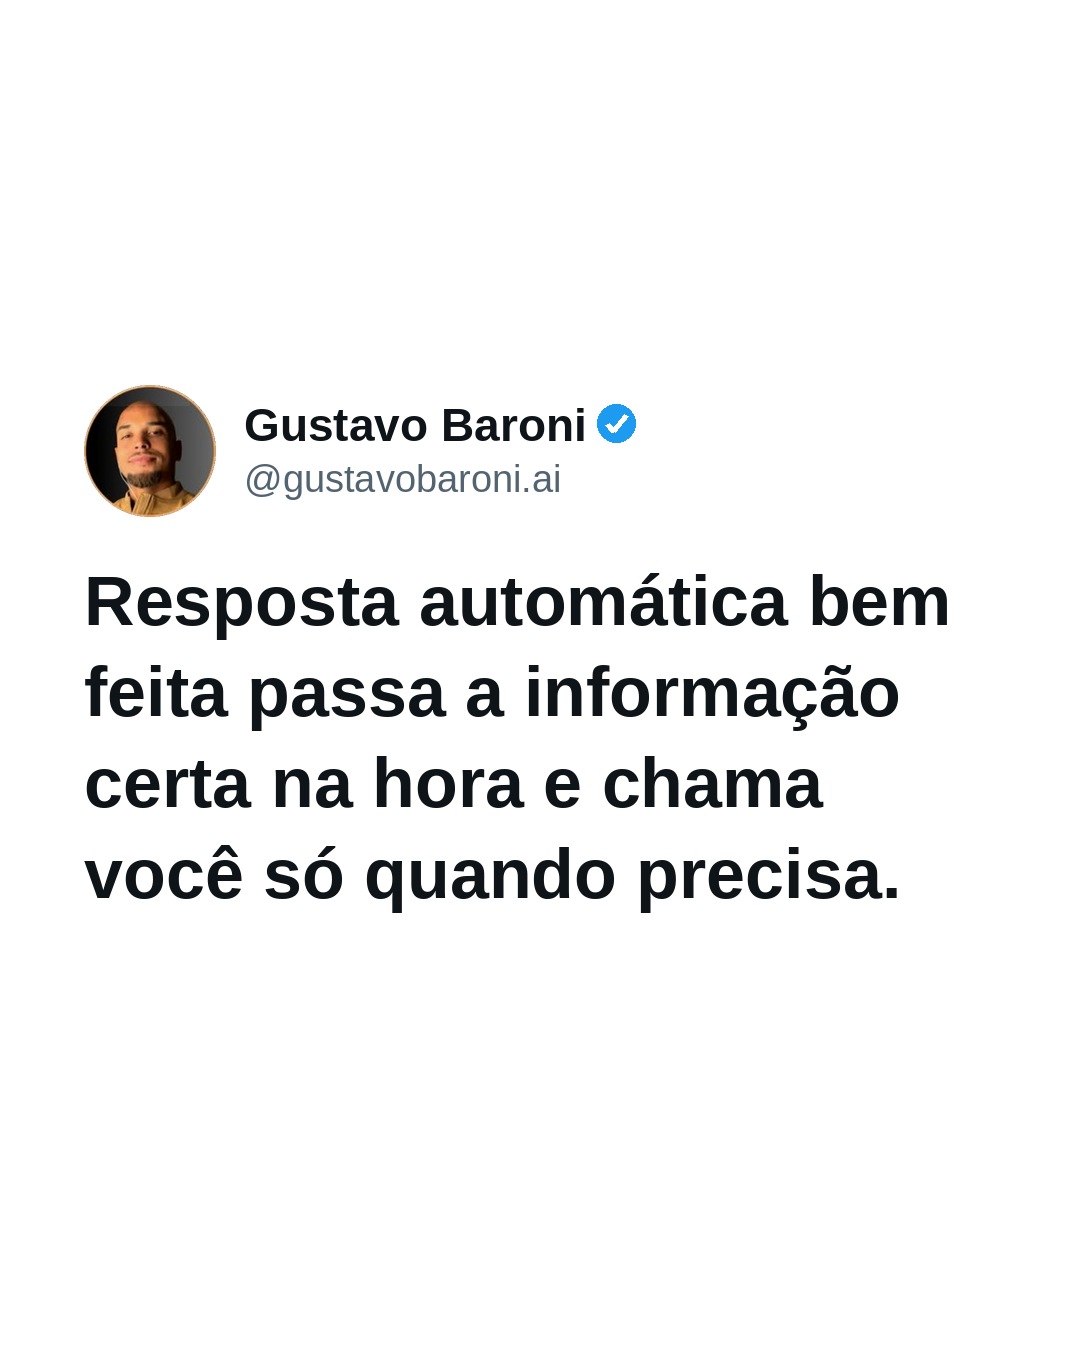 Gustavo Baroni
@gustavobaroni.ai
Resposta automática bem
feita passa a informação
certa na hora e chama
você só quando precisa.